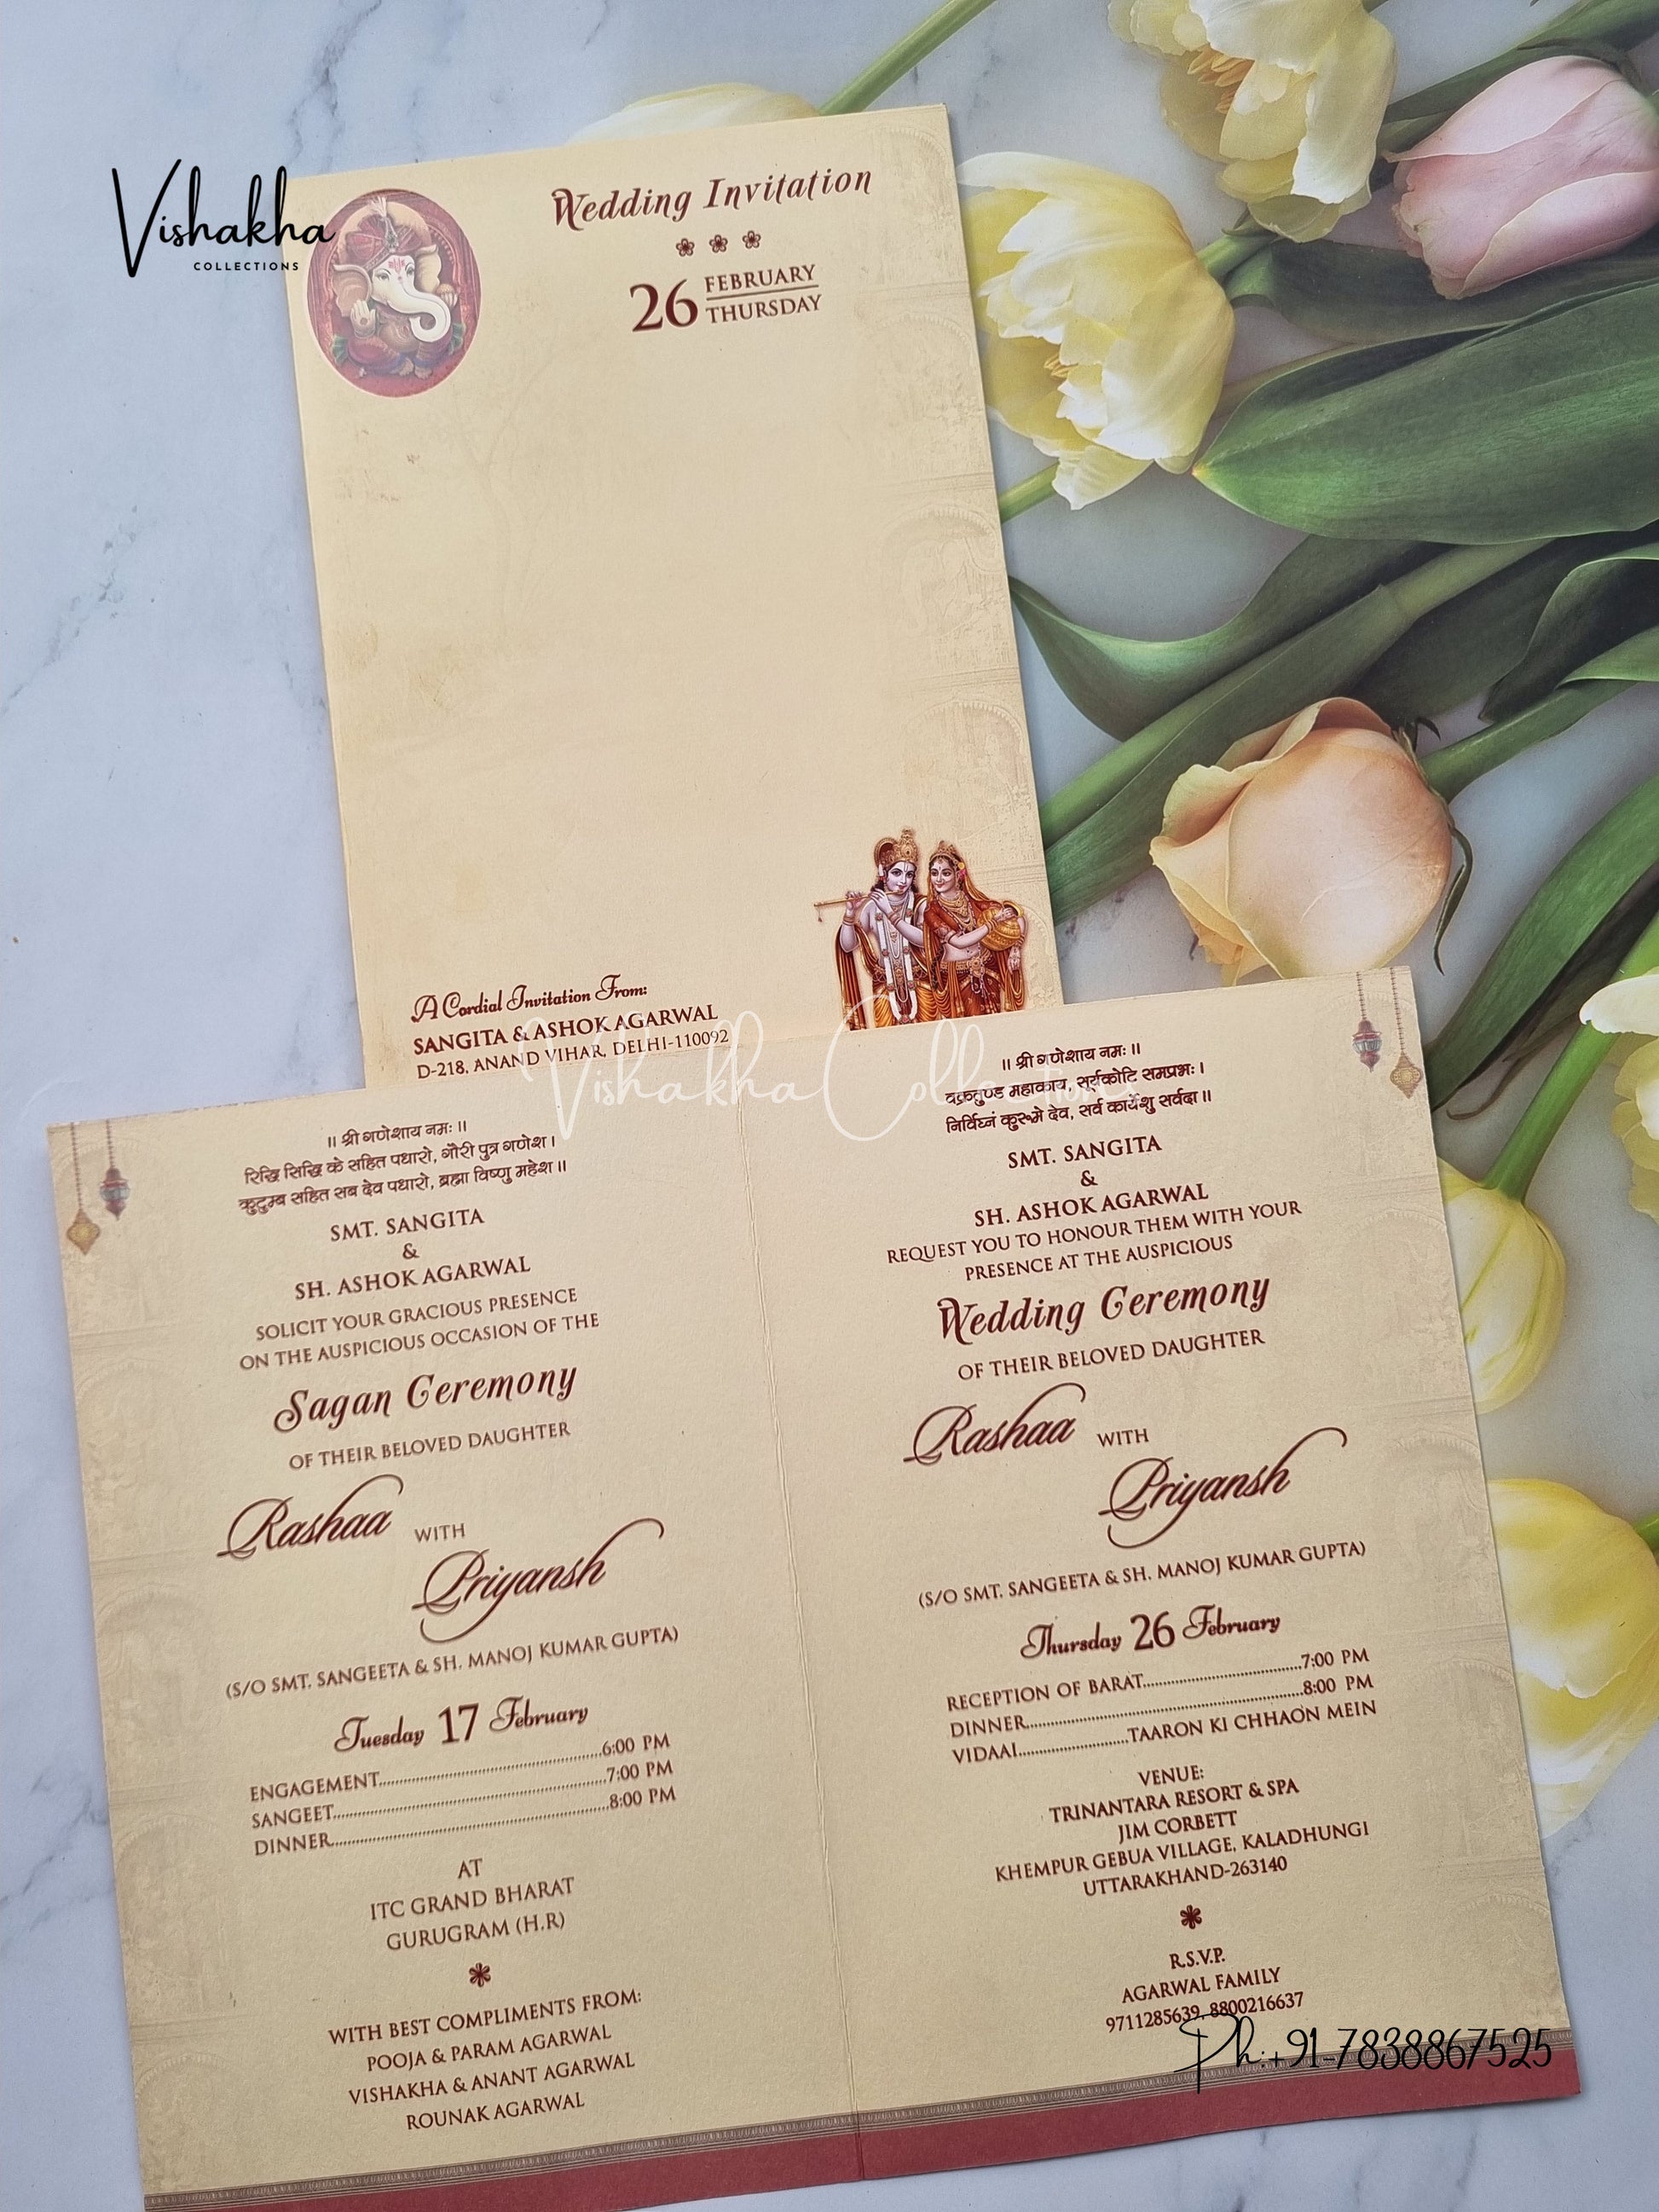 Vishakha
COLLECTIONS
Wedding Invitation
26 FEBRUARY
THURSDAY
A Cordial Invitation From:
SANGITA & ASHOK AGARWAL
D-218, ANAND VIHAR, DELHI-110092
Vishakha Collections
।। श्री गणेशाय नमः ।।
रिद्धि सिद्धि के सहित पधारो, गौरी पुत्र गणेश ।
कुटुम्ब सहित सब देव पधारो, ब्रह्मा विष्णु महेश ।।
SMT. SANGITA
&
SH. ASHOK AGARWAL
SOLICIT YOUR GRACIOUS PRESENCE
ON THE AUSPICIOUS OCCASION OF THE
Sagan Ceremony
OF THEIR BELOVED DAUGHTER
Rashaa WITH
Priyansh
(S/O SMT. SANGEETA & SH. MANOJ KUMAR GUPTA)
Tuesday 17 February
ENGAGEMENT.......................................................6:00 PM
SANGEET.......................................................7:00 PM
DINNER.......................................................8:00 PM
AT
ITC GRAND BHARAT
GURUGRAM (H.R)
WITH BEST COMPLIMENTS FROM:
POOJA & PARAM AGARWAL
VISHAKHA & ANANT AGARWAL
ROUNAK AGARWAL
।। श्री गणेशाय नमः ।।
वक्रतुण्ड महाकाय, सूर्यकोटि समप्रभः ।
निर्विघ्नं कुरूमे देव, सर्व कार्येशु सर्वदा ।।
SMT. SANGITA
&
SH. ASHOK AGARWAL
REQUEST YOU TO HONOUR THEM WITH YOUR
PRESENCE AT THE AUSPICIOUS
Wedding Ceremony
OF THEIR BELOVED DAUGHTER
Rashaa WITH
Priyansh
(S/O SMT. SANGEETA & SH. MANOJ KUMAR GUPTA)
Thursday 26 February
RECEPTION OF BARAT.......................................7:00 PM
DINNER.......................................................8:00 PM
VIDAAI...........................TAARON KI CHHAON MEIN
VENUE:
TRINANTARA RESORT & SPA
JIM CORBETT
KHEMPUR GEBUA VILLAGE, KALADHUNGI
UTTARAKHAND-263140
R.S.V.P.
AGARWAL FAMILY
9711285639, 8800216637
Ph:+91-7838867525